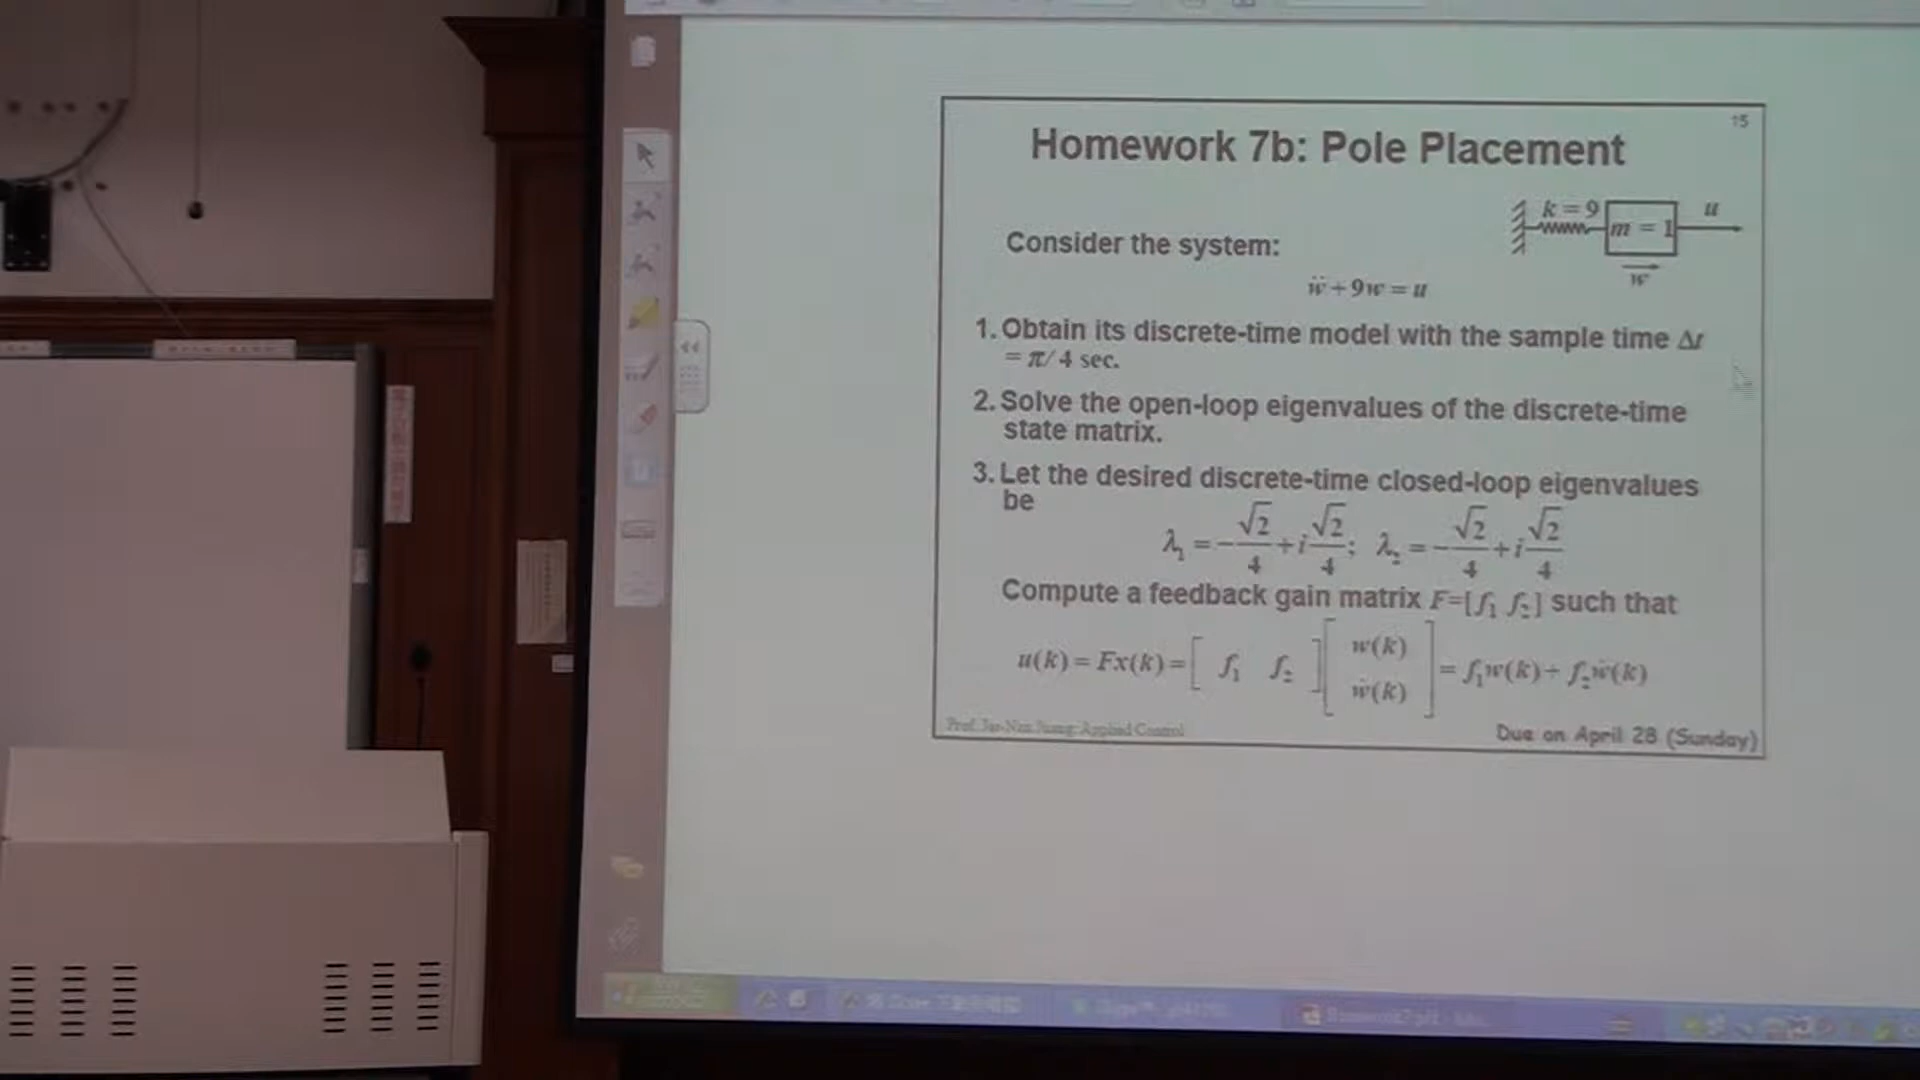 15
Homework 7b: Pole Placement
k = 9
m = 1
u
w
Consider the system:
ẅ + 9w = u
1. Obtain its discrete-time model with the sample time Δt
= π/ 4 sec.
2. Solve the open-loop eigenvalues of the discrete-time
state matrix.
3. Let the desired discrete-time closed-loop eigenvalues
be
λ₁ = -√2/4 + i√2/4; λ₂ = -√2/4 + i√2/4
Compute a feedback gain matrix F=[f₁ f₂] such that
u(k) = Fx(k) = [ f₁ f₂ ] [ w(k) ẇ(k) ] = f₁w(k) + f₂ẇ(k)
Applied Control
Due on April 28 (Sunday)